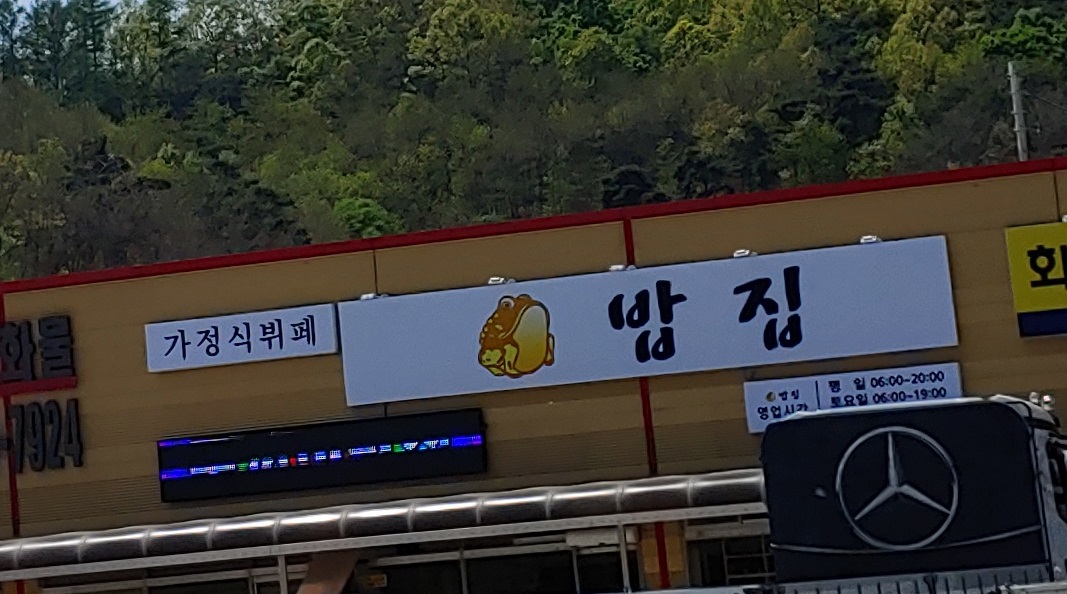 화물
7924
가정식뷔페
밥집
밥집
영업시간
평 일 06:00~20:00
토요일 06:00~19:00
화